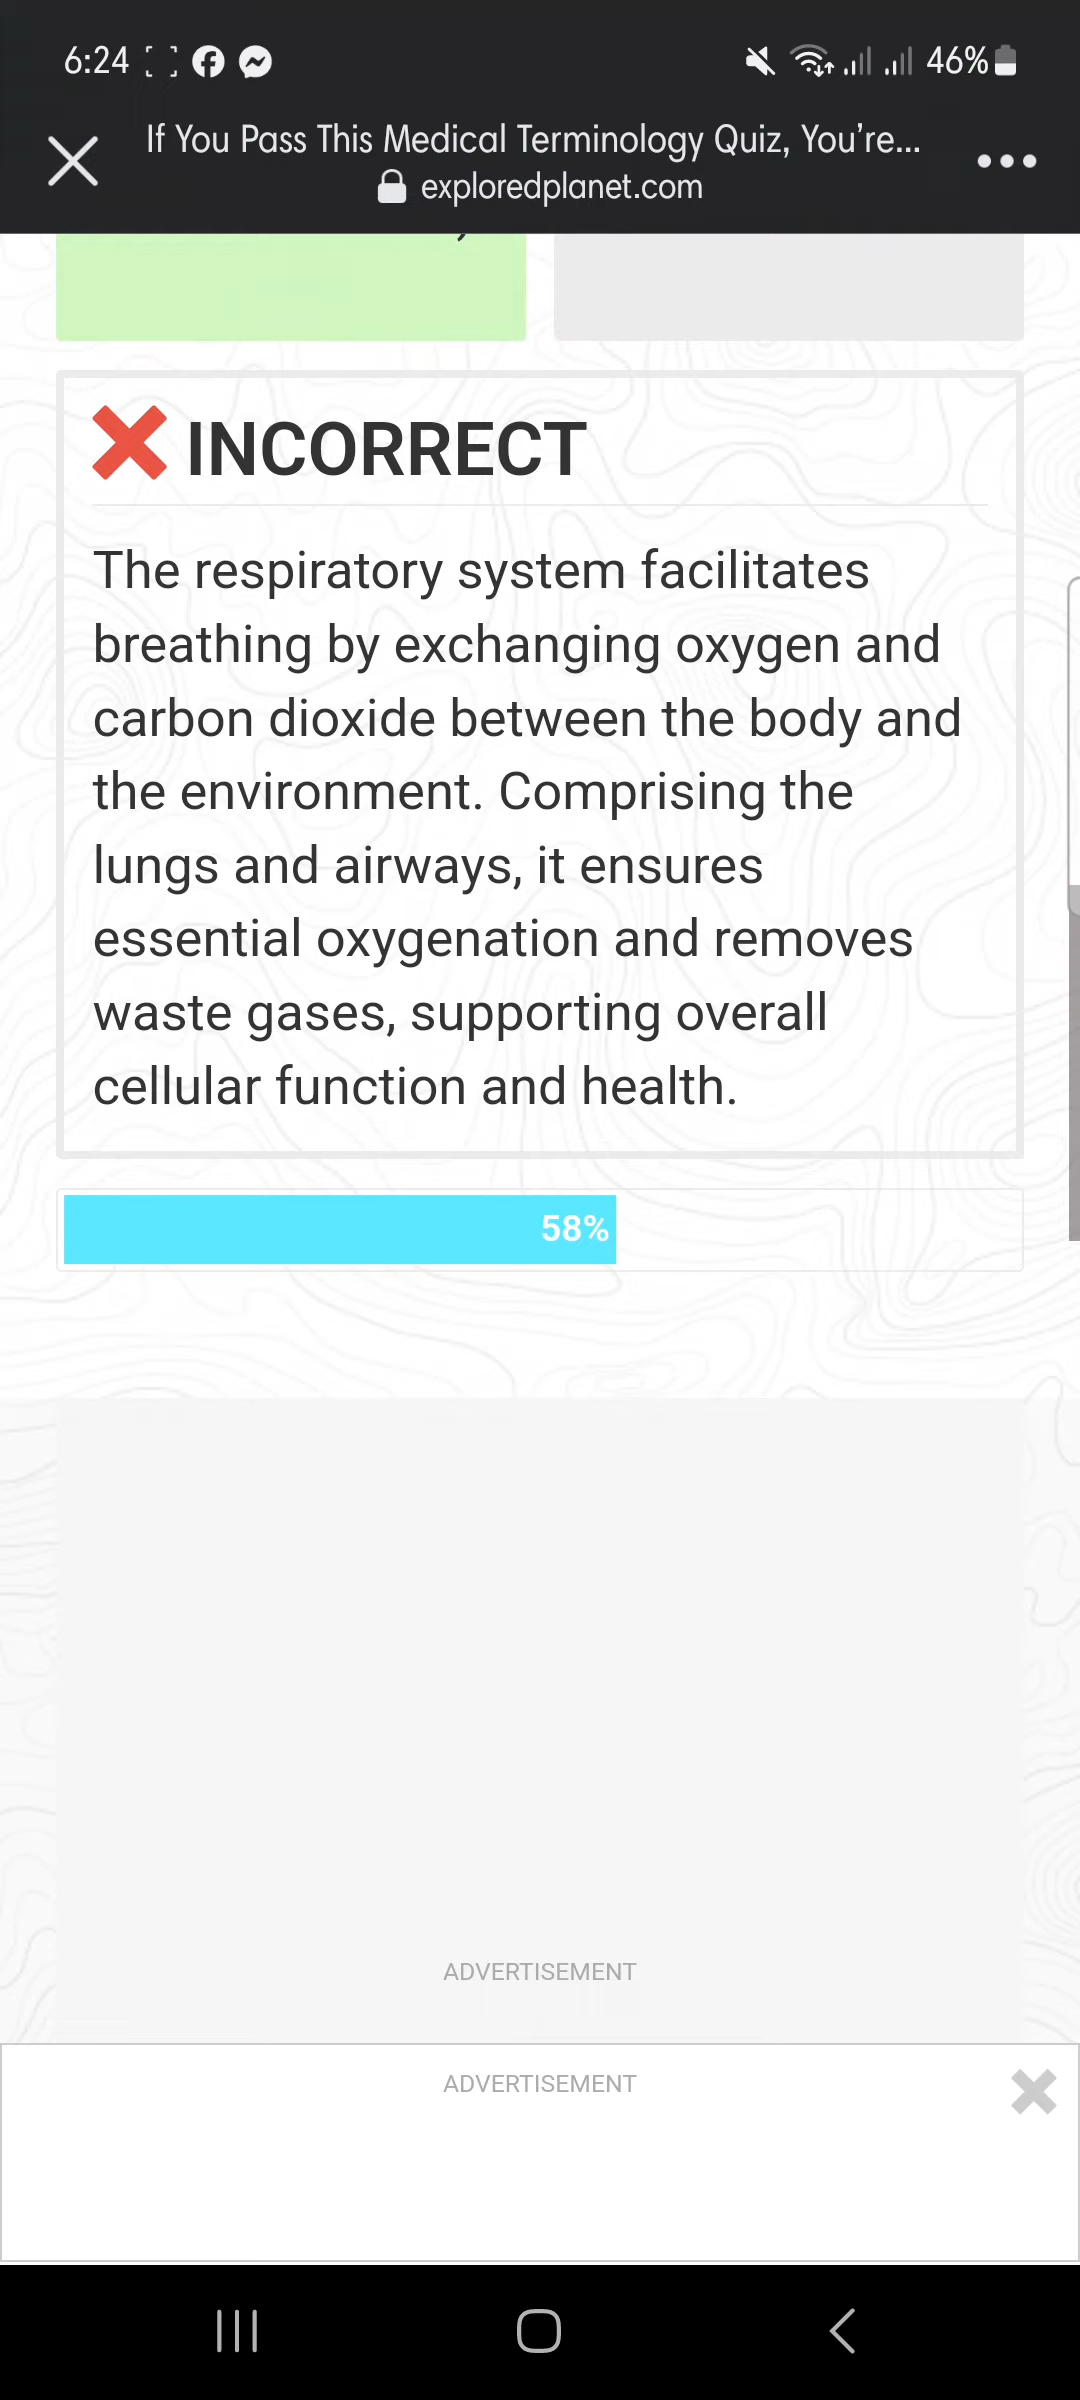 6:24
46%
If You Pass This Medical Terminology Quiz, You’re...
exploredplanet.com
INCORRECT
The respiratory system facilitates
breathing by exchanging oxygen and
carbon dioxide between the body and
the environment. Comprising the
lungs and airways, it ensures
essential oxygenation and removes
waste gases, supporting overall
cellular function and health.
58%
ADVERTISEMENT
ADVERTISEMENT